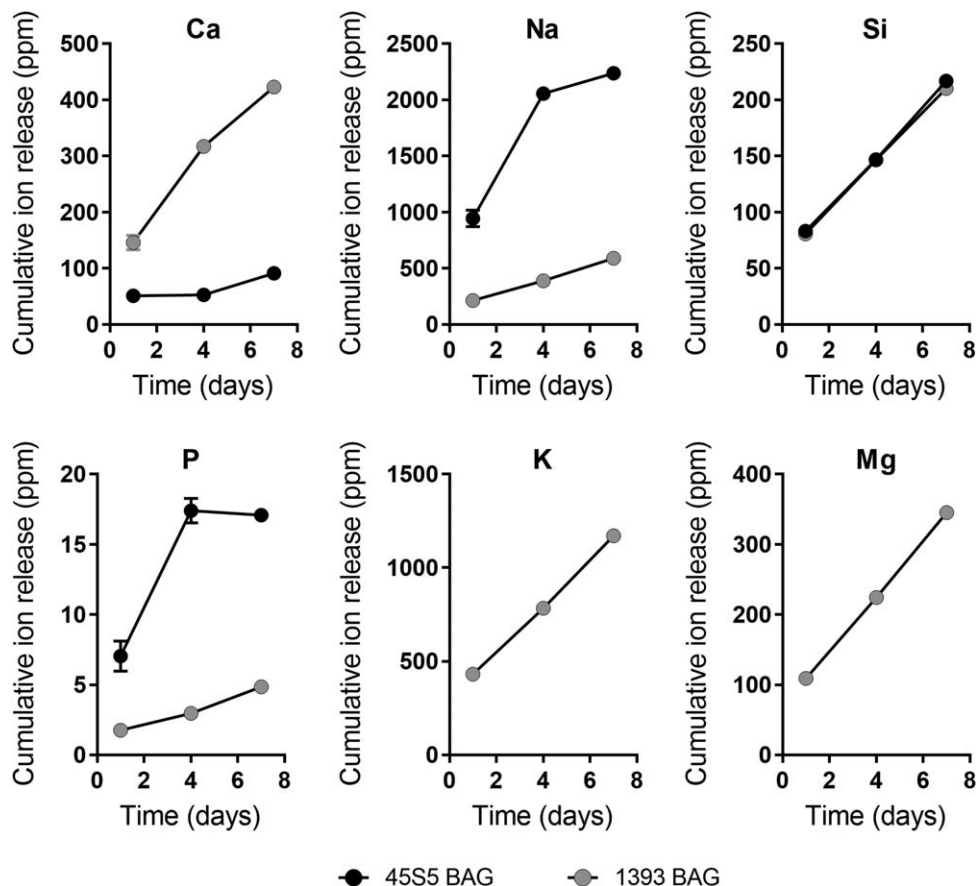 Ca
Cumulative ion release (ppm)
500
400
300
200
100
0
0 2 4 6 8
Time (days)
Na
Cumulative ion release (ppm)
2500
2000
1500
1000
500
0
0 2 4 6 8
Time (days)
Si
Cumulative ion release (ppm)
250
200
150
100
50
0
0 2 4 6 8
Time (days)
P
Cumulative ion release (ppm)
20
15
10
5
0
0 2 4 6 8
Time (days)
K
Cumulative ion release (ppm)
1500
1000
500
0
0 2 4 6 8
Time (days)
Mg
Cumulative ion release (ppm)
400
300
200
100
0
0 2 4 6 8
Time (days)
45S5 BAG 1393 BAG